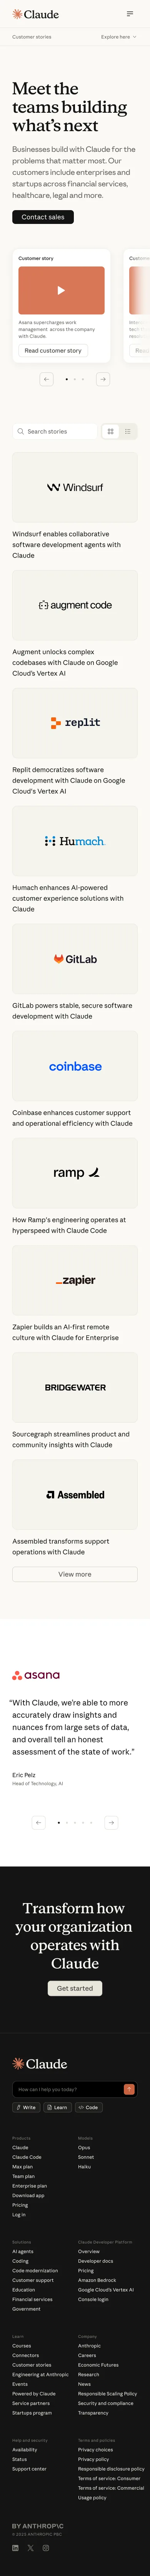 Claude
Customer stories
Explore here
Meet the
teams building
what's next
Businesses build with Claude for the
problems that matter most. Our
customers include enterprises and
startups across financial services,
healthcare, legal and more.
Contact sales
Customer story
Asana supercharges work
management across the company
with Claude.
Read customer story
Search stories
Windsurf
Windsurf enables collaborative
software development agents with
Claude
augment code
Augment unlocks complex
codebases with Claude on Google
Cloud's Vertex AI
replit
Replit democratizes software
development with Claude on Google
Cloud's Vertex AI
Humach
Humach enhances AI-powered
customer experience solutions with
Claude
GitLab
GitLab powers stable, secure software
development with Claude
coinbase
Coinbase enhances customer support
and operational efficiency with Claude
ramp
How Ramp's engineering operates at
hyperspeed with Claude Code
zapier
Zapier builds an AI-first remote
culture with Claude for Enterprise
BRIDGEWATER
Sourcegraph streamlines product and
community insights with Claude
Assembled
Assembled transforms support
operations with Claude
View more
asana
"With Claude, we're able to more
accurately draw insights and
nuances from large sets of data,
and overall tell an honest
assessment of the state of work."
Eric Pelz
Head of Technology, AI
Transform how
your organization
operates with
Claude
Get started
Claude
How can I help you today?
Write
Learn
Code
Products
Claude
Claude Code
Max plan
Team plan
Enterprise plan
Download app
Pricing
Log in
Models
Opus
Sonnet
Haiku
Solutions
AI agents
Coding
Code modernization
Customer support
Education
Financial services
Government
Claude Developer Platform
Overview
Developer docs
Pricing
Amazon Bedrock
Google Cloud's Vertex AI
Console login
Learn
Courses
Connectors
Customer stories
Engineering at Anthropic
Events
Powered by Claude
Service partners
Startups program
Company
Anthropic
Careers
Economic Futures
Research
News
Responsible Scaling Policy
Security and compliance
Transparency
Help and security
Availability
Status
Support center
Terms and policies
Privacy choices
Privacy policy
Responsible disclosure policy
Terms of service: Consumer
Terms of service: Commercial
Usage policy
BY ANTHROPIC
© 2025 ANTHROPIC PBC